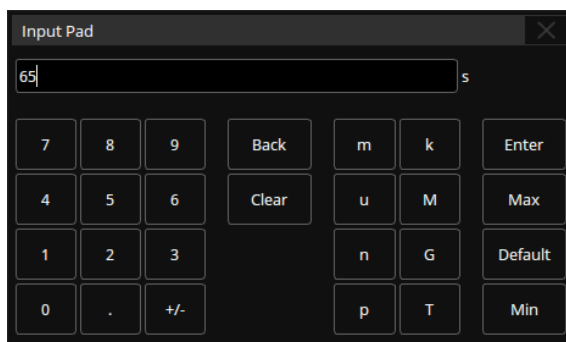 Input Pad
65 s
7 8 9 Back m k Enter
4 5 6 Clear u M Max
1 2 3 n G Default
0 . +/- p T Min